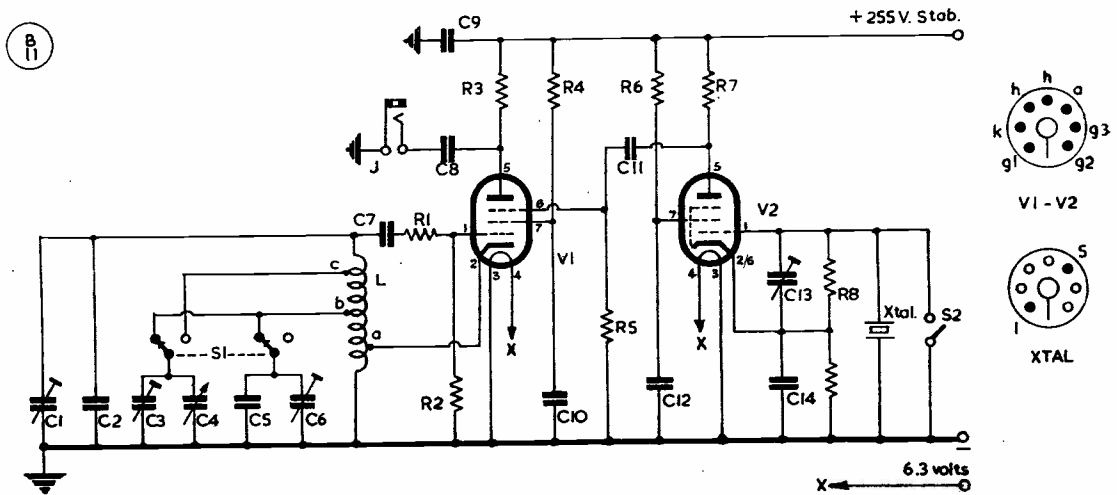 B
11
C9
+ 255 V. Stab.
R3
R4
R6
R7
J
C8
C11
5
5
h
h
a
k
g3
g1
g2
V1 - V2
C7
R1
1
6
7
2
3
4
V1
7
V2
1
4
3
2/6
c
L
b
a
S1
X
R5
X
C13
R8
Xtal.
S2
S
1
XTAL
C1
C2
C3
C4
C5
C6
R2
C10
C12
C14
–
6.3 volts
X